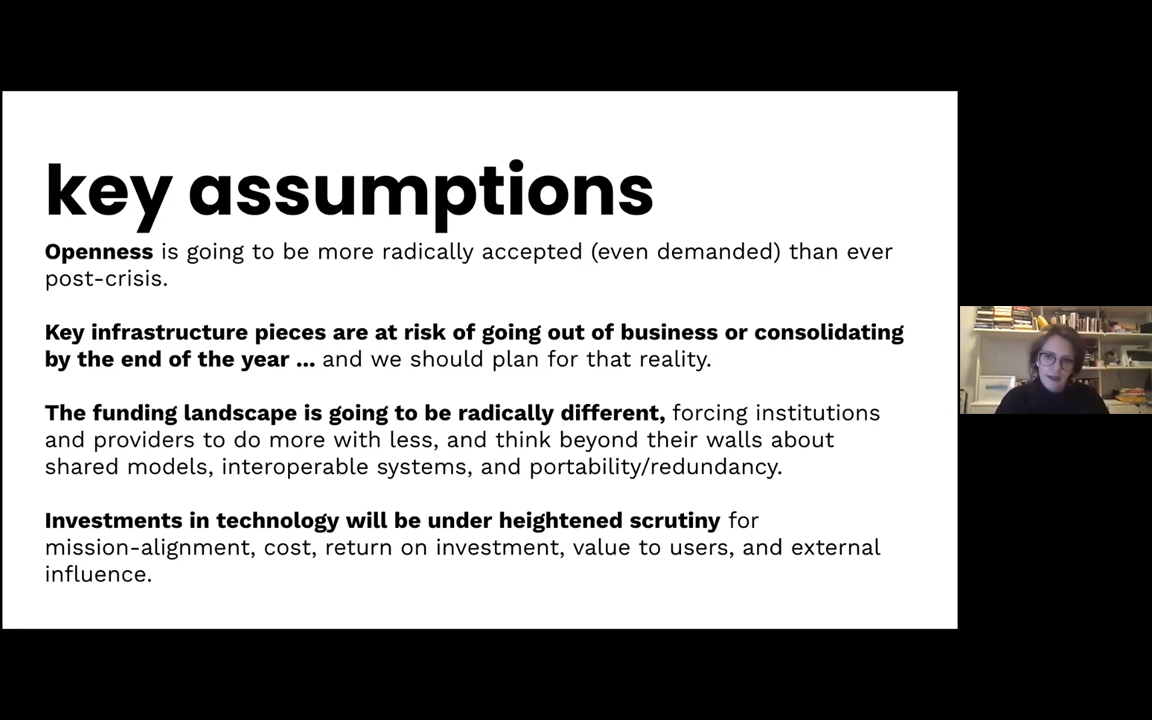 key assumptions
Openness is going to be more radically accepted (even demanded) than ever
post-crisis.
Key infrastructure pieces are at risk of going out of business or consolidating
by the end of the year ... and we should plan for that reality.
The funding landscape is going to be radically different, forcing institutions
and providers to do more with less, and think beyond their walls about
shared models, interoperable systems, and portability/redundancy.
Investments in technology will be under heightened scrutiny for
mission-alignment, cost, return on investment, value to users, and external
influence.